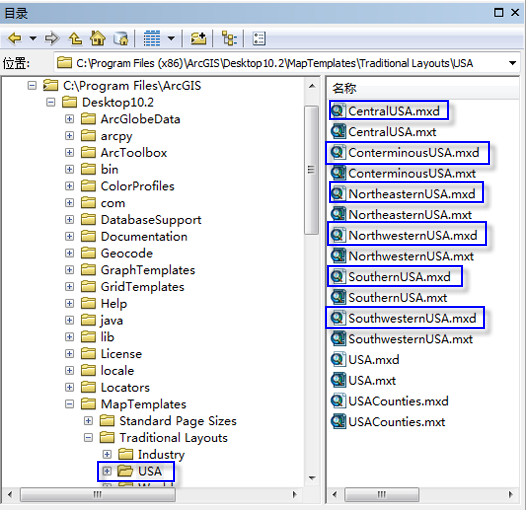 目录
位置: C:\Program Files (x86)\ArcGIS\Desktop10.2\MapTemplates\Traditional Layouts\USA
C:\Program Files\ArcGIS
Desktop10.2
ArcGlobeData
arcpy
ArcToolbox
bin
ColorProfiles
com
DatabaseSupport
Documentation
Geocode
GraphTemplates
GridTemplates
Help
java
lib
License
locale
Locators
MapTemplates
Standard Page Sizes
Traditional Layouts
Industry
USA
名称
CentralUSA.mxd
CentralUSA.mxt
ConterminousUSA.mxd
ConterminousUSA.mxt
NortheasternUSA.mxd
NortheasternUSA.mxt
NorthwesternUSA.mxd
NorthwesternUSA.mxt
SouthernUSA.mxd
SouthernUSA.mxt
SouthwesternUSA.mxd
SouthwesternUSA.mxt
USA.mxd
USA.mxt
USACounties.mxd
USACounties.mxt